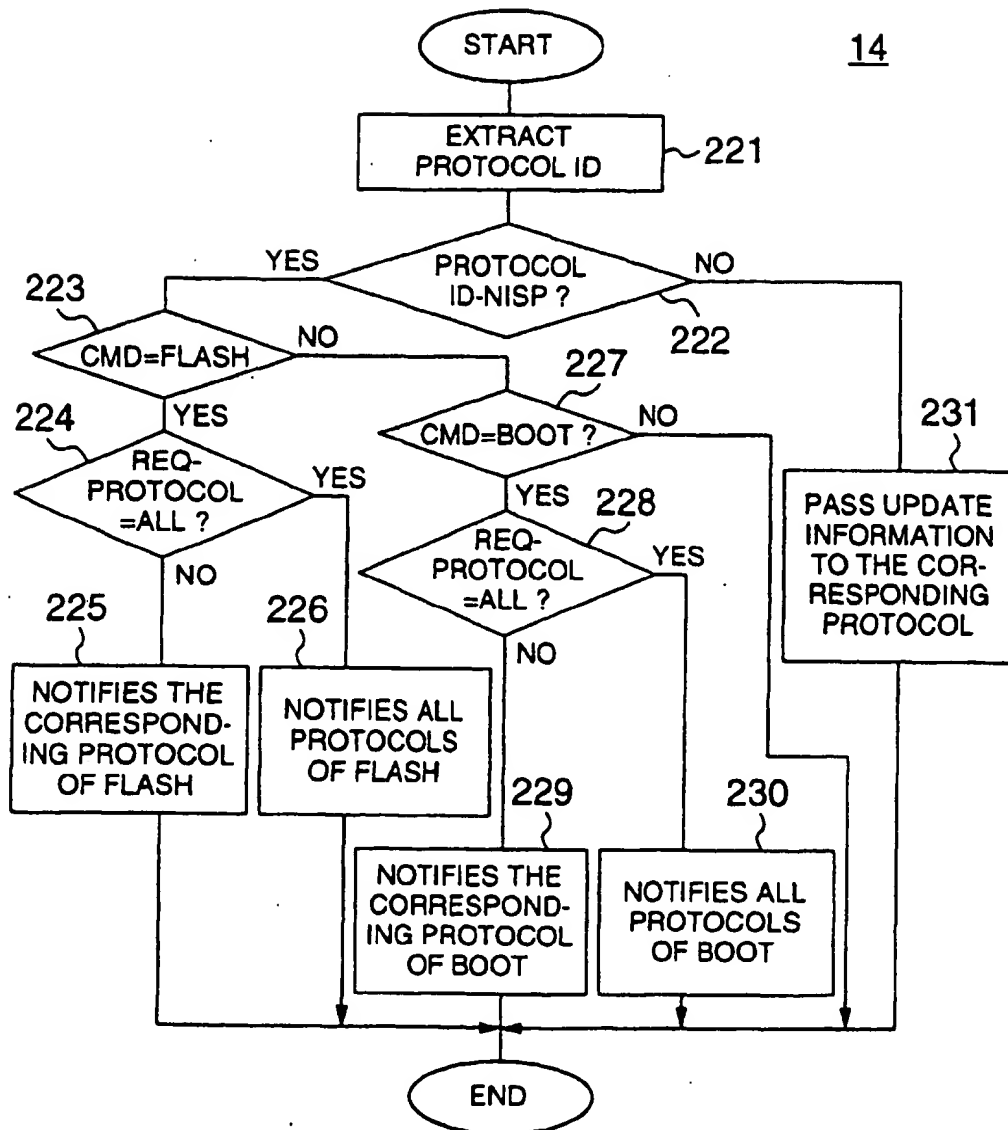 START
14
EXTRACT
PROTOCOL ID
221
PROTOCOL
ID-NISP ?
YES
NO
222
223
CMD=FLASH
NO
YES
227
CMD=BOOT ?
NO
YES
224
REQ-
PROTOCOL
=ALL ?
YES
NO
228
REQ-
PROTOCOL
=ALL ?
YES
NO
231
PASS UPDATE
INFORMATION
TO THE COR-
RESPONDING
PROTOCOL
225
NOTIFIES THE
CORRESPOND-
ING PROTOCOL
OF FLASH
226
NOTIFIES ALL
PROTOCOLS
OF FLASH
229
NOTIFIES THE
CORRESPOND-
ING PROTOCOL
OF BOOT
230
NOTIFIES ALL
PROTOCOLS
OF BOOT
END